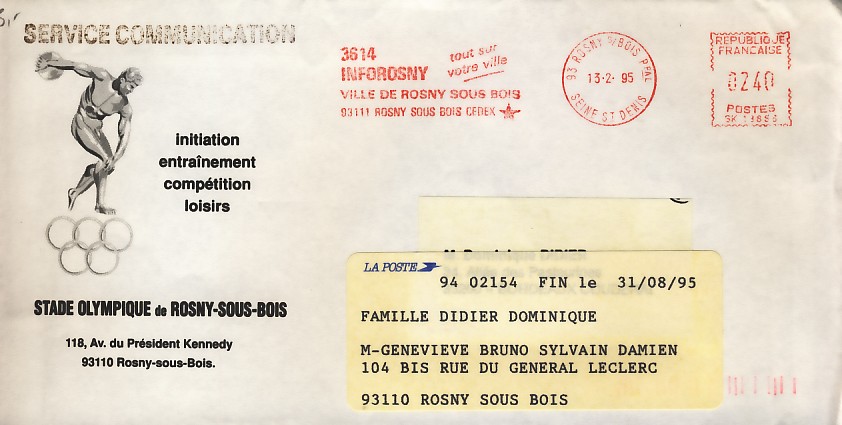 SERVICE COMMUNICATION
initiation
entraînement
compétition
loisirs
STADE OLYMPIQUE de ROSNY-SOUS-BOIS
118, Av. du Président Kennedy
93110 Rosny-sous-Bois.
3614
INFOROSNY
tout sur
votre ville
VILLE DE ROSNY SOUS BOIS
93111 ROSNY SOUS BOIS CEDEX
93 ROSNY S/BOIS PPAL
13-2-95
SEINE ST DENIS
REPUBLIQUE
FRANCAISE
0240
POSTES
M. Dominique DIDIER
LA POSTE
94 02154 FIN le 31/08/95
FAMILLE DIDIER DOMINIQUE
M-GENEVIEVE BRUNO SYLVAIN DAMIEN
104 BIS RUE DU GENERAL LECLERC
93110 ROSNY SOUS BOIS